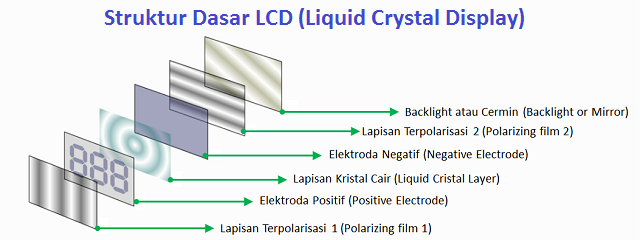 Struktur Dasar LCD (Liquid Crystal Display)
Backlight atau Cermin (Backlight or Mirror)
Lapisan Terpolarisasi 2 (Polarizing film 2)
Elektroda Negatif (Negative Electrode)
Lapisan Kristal Cair (Liquid Cristal Layer)
Elektroda Positif (Positive Electrode)
Lapisan Terpolarisasi 1 (Polarizing film 1)
888